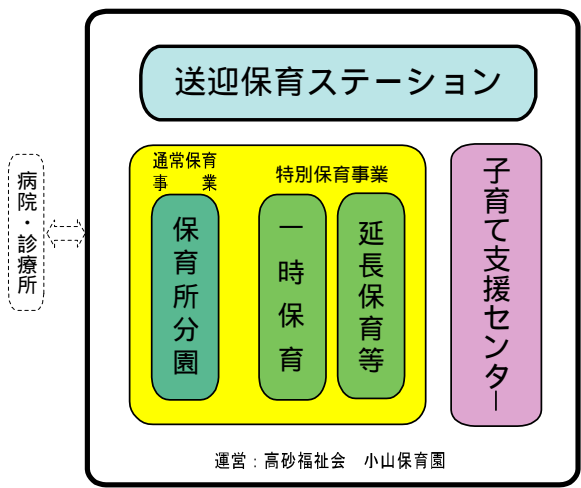 送迎保育ステーション
病院・診療所
通常保育
事　　業
保育所分園
特別保育事業
一時保育
延長保育等
子育て支援センター
運営：高砂福祉会　小山保育園